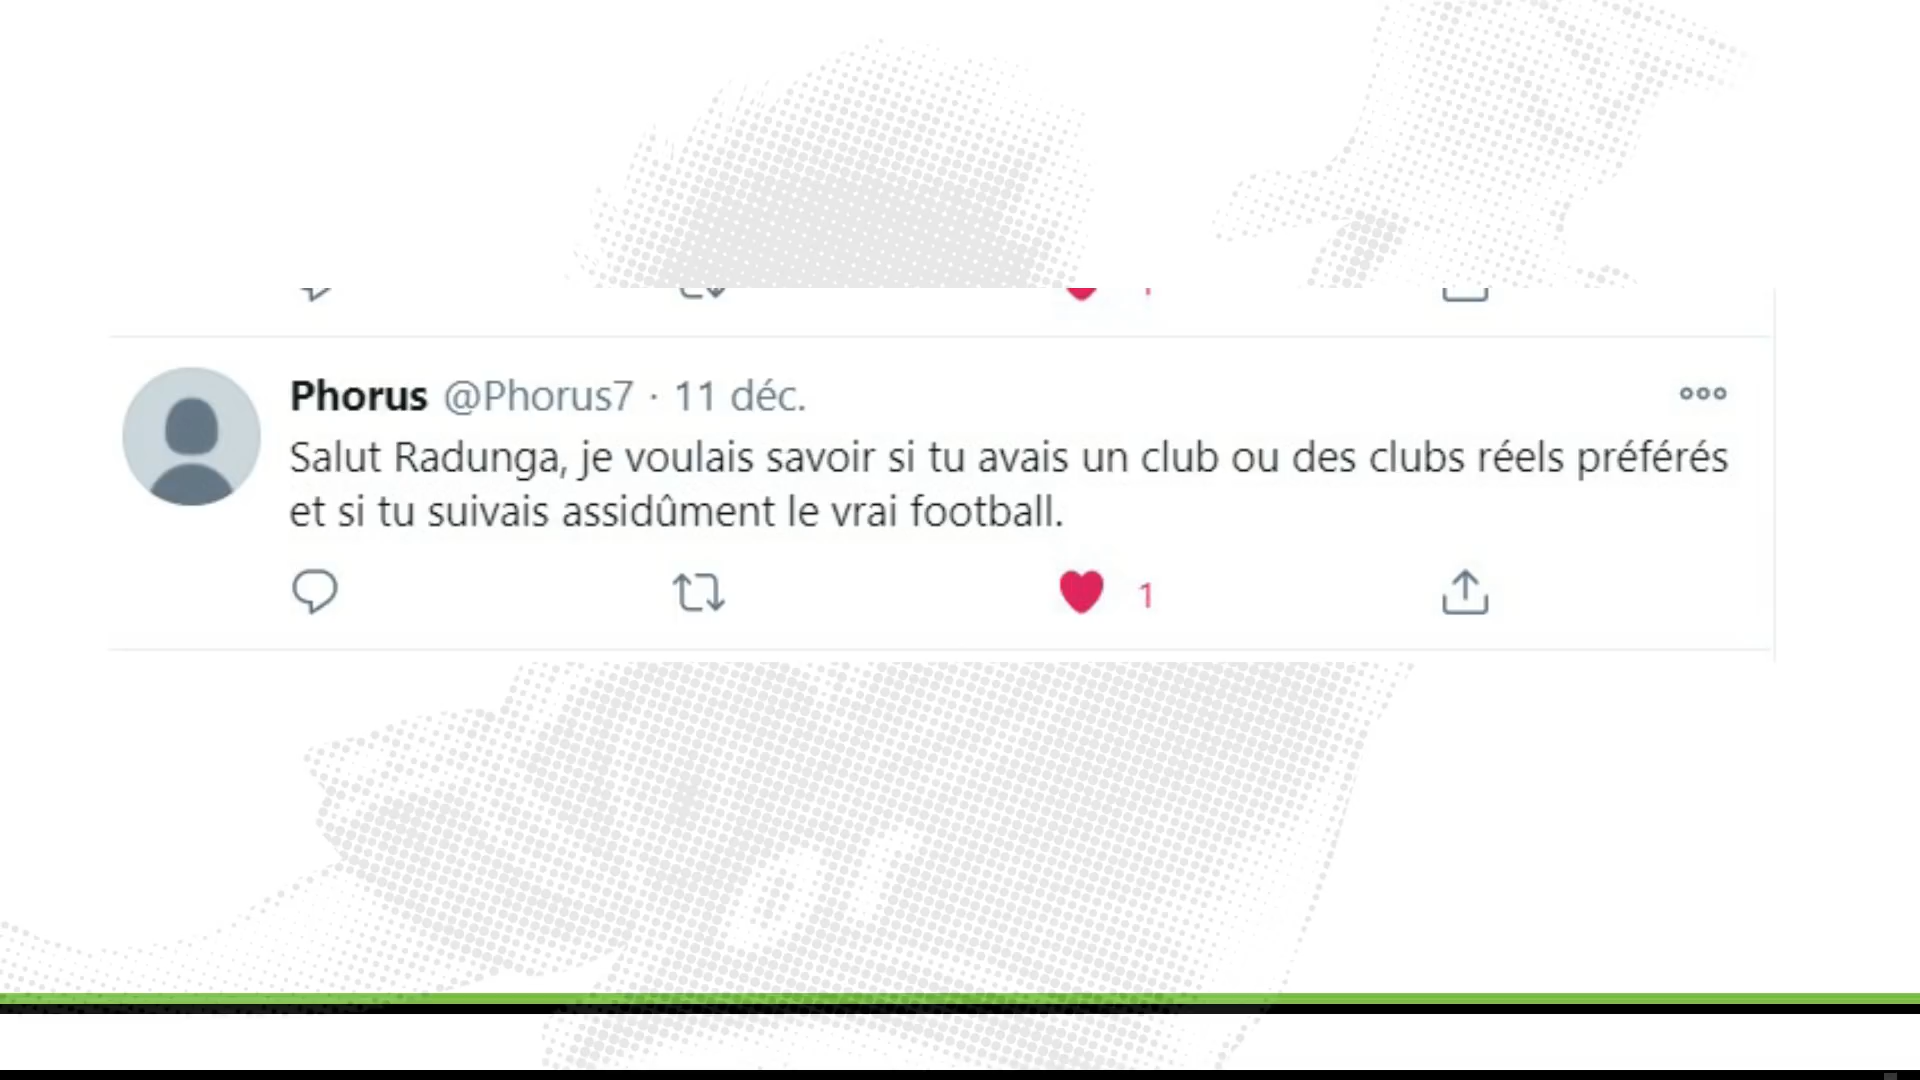 1
Phorus @Phorus7 · 11 déc.
Salut Radunga, je voulais savoir si tu avais un club ou des clubs réels préférés
et si tu suivais assidûment le vrai football.
1